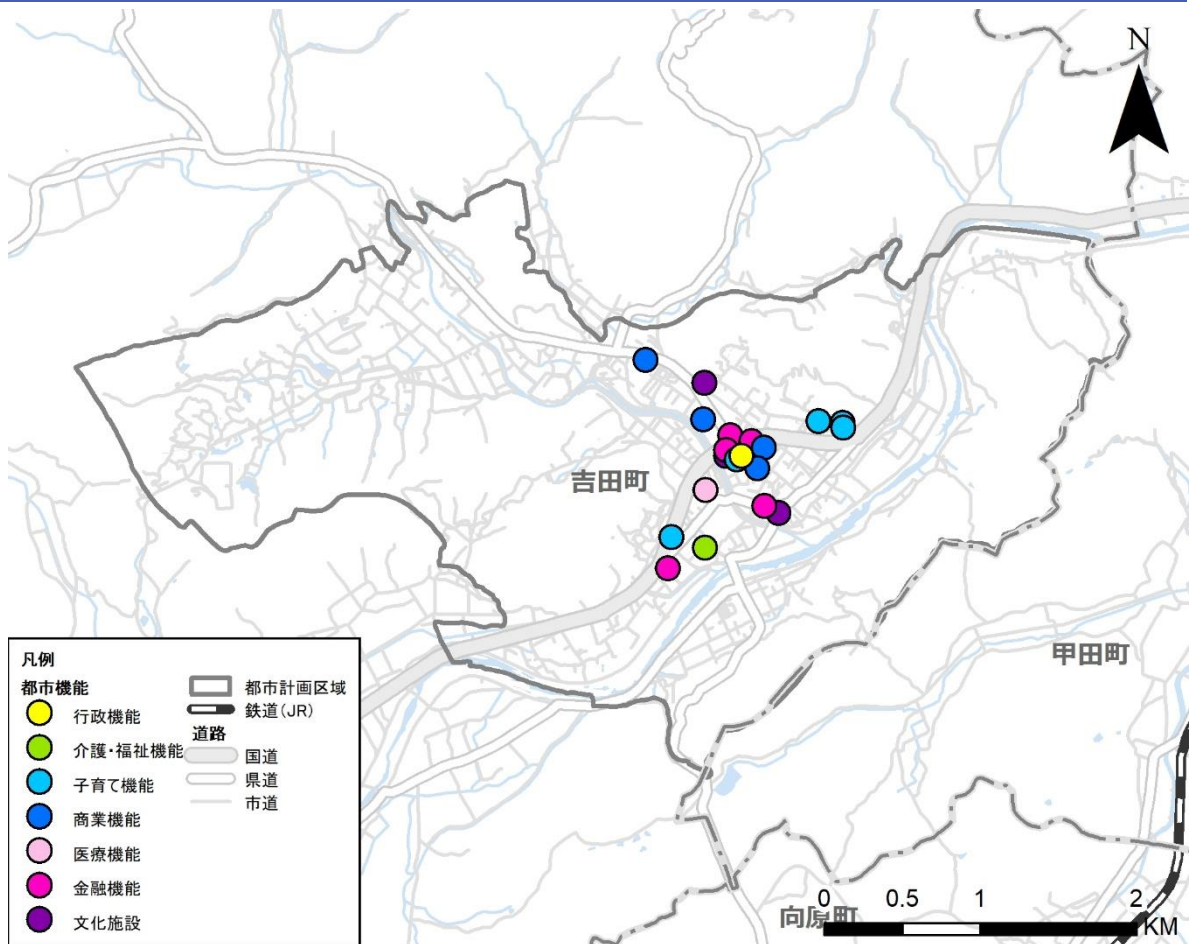 N
吉田町
甲田町
向原町
凡例
都市機能
行政機能
介護・福祉機能
子育て機能
商業機能
医療機能
金融機能
文化施設
都市計画区域
鉄道(JR)
道路
国道
県道
市道
0 0.5 1 2
KM